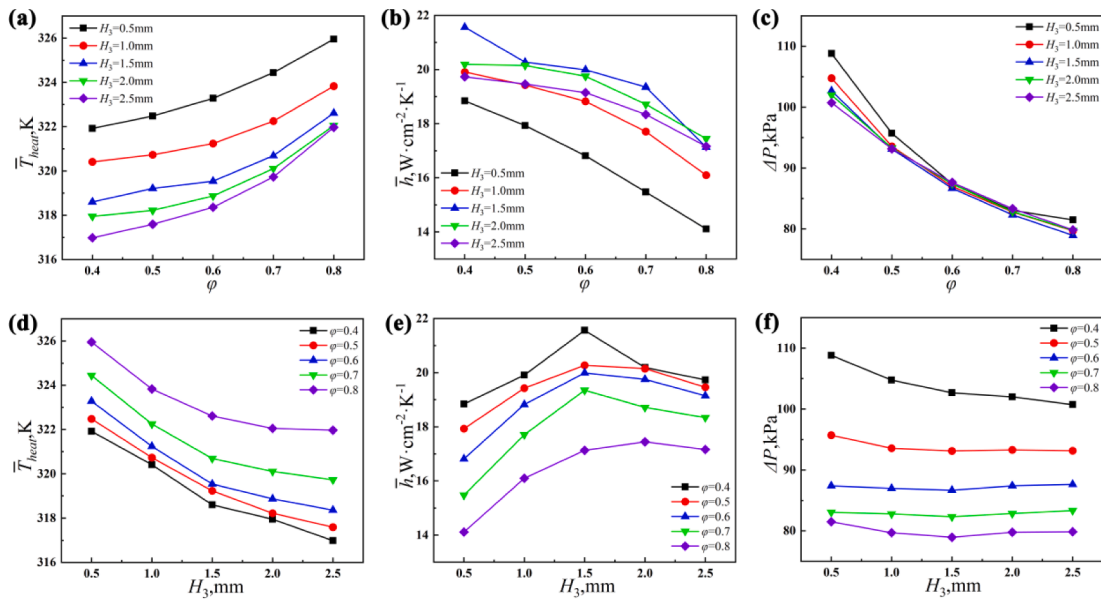 (a)
326
324
322
320
318
316
T̅heat,K
H3=0.5mm
H3=1.0mm
H3=1.5mm
H3=2.0mm
H3=2.5mm
0.4 0.5 0.6 0.7 0.8
φ
(b)
22
20
18
16
14
h̅,W·cm-2·K-1
H3=0.5mm
H3=1.0mm
H3=1.5mm
H3=2.0mm
H3=2.5mm
0.4 0.5 0.6 0.7 0.8
φ
(c)
110
100
90
80
ΔP,kPa
H3=0.5mm
H3=1.0mm
H3=1.5mm
H3=2.0mm
H3=2.5mm
0.4 0.5 0.6 0.7 0.8
φ
(d)
326
324
322
320
318
316
T̅heat,K
φ=0.4
φ=0.5
φ=0.6
φ=0.7
φ=0.8
0.5 1.0 1.5 2.0 2.5
H3,mm
(e)
22
20
18
16
14
h̅,W·cm-2·K-1
φ=0.4
φ=0.5
φ=0.6
φ=0.7
φ=0.8
0.5 1.0 1.5 2.0 2.5
H3,mm
(f)
110
100
90
80
ΔP,kPa
φ=0.4
φ=0.5
φ=0.6
φ=0.7
φ=0.8
0.5 1.0 1.5 2.0 2.5
H3,mm